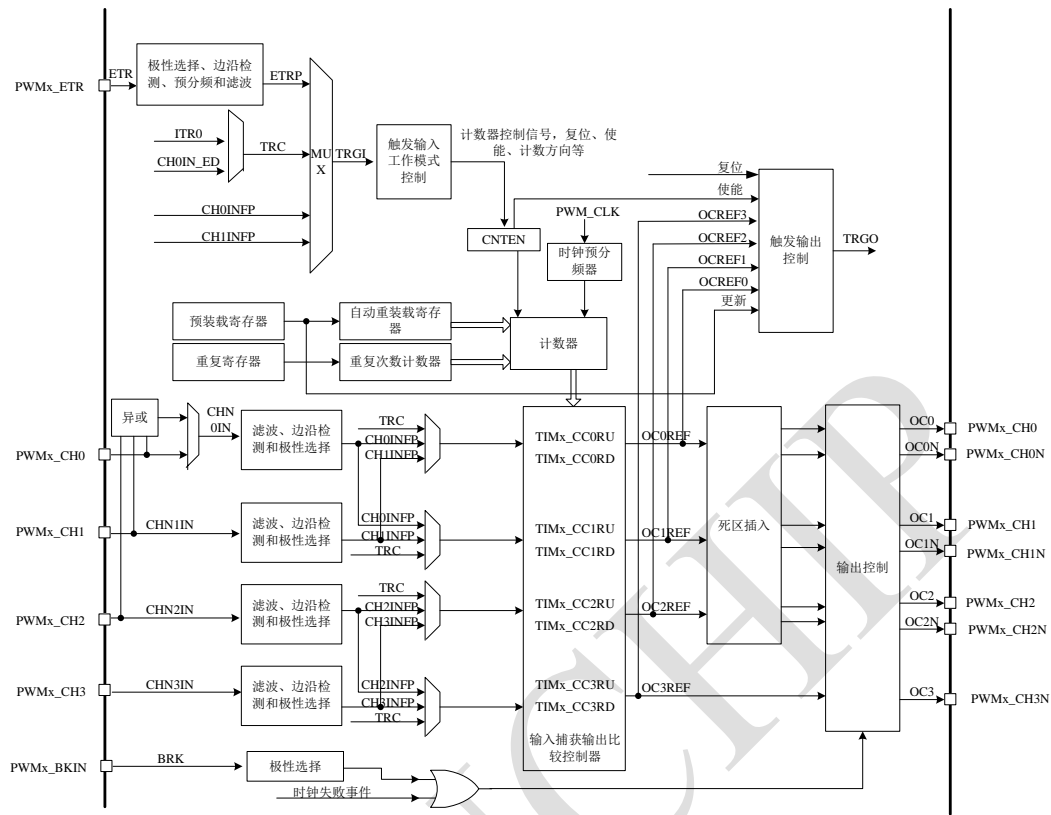 PWMx_ETR
ETR
极性选择、边沿检
测、预分频和滤波
ETRP
ITR0
CH0IN_ED
TRC
CH0INFP
CH1INFP
MU
X
TRGI
触发输入
工作模式
控制
计数器控制信号，复位、使
能、计数方向等
CNTEN
PWM_CLK
时钟预分
频器
复位
使能
OCREF3
OCREF2
OCREF1
OCREF0
更新
触发输出
控制
TRGO
预装载寄存器
自动重装载寄存
器
重复寄存器
重复次数计数器
计数器
PWMx_CH0
异或
CHN
0IN
滤波、边沿检
测和极性选择
TRC
CH0INFP
CH1INFP
TIMx_CC0RU
TIMx_CC0RD
OC0REF
PWMx_CH1
CHN1IN
滤波、边沿检
测和极性选择
CH0INFP
CH1INFP
TRC
TIMx_CC1RU
TIMx_CC1RD
OC1REF
PWMx_CH2
CHN2IN
滤波、边沿检
测和极性选择
TRC
CH2INFP
CH3INFP
TIMx_CC2RU
TIMx_CC2RD
OC2REF
PWMx_CH3
CHN3IN
滤波、边沿检
测和极性选择
CH2INFP
CH3INFP
TRC
TIMx_CC3RU
TIMx_CC3RD
OC3REF
输入捕获输出比
较控制器
死区插入
输出控制
OC0
PWMx_CH0
OC0N
PWMx_CH0N
OC1
PWMx_CH1
OC1N
PWMx_CH1N
OC2
PWMx_CH2
OC2N
PWMx_CH2N
OC3
PWMx_CH3N
PWMx_BKIN
BRK
极性选择
时钟失败事件